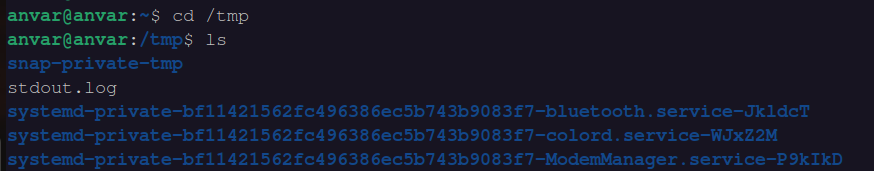 anvar@anvar:~$ cd /tmp
anvar@anvar:/tmp$ ls
snap-private-tmp
stdout.log
systemd-private-bf11421562fc496386ec5b743b9083f7-bluetooth.service-JkldcT
systemd-private-bf11421562fc496386ec5b743b9083f7-colord.service-WJxZ2M
systemd-private-bf11421562fc496386ec5b743b9083f7-ModemManager.service-P9kIkD